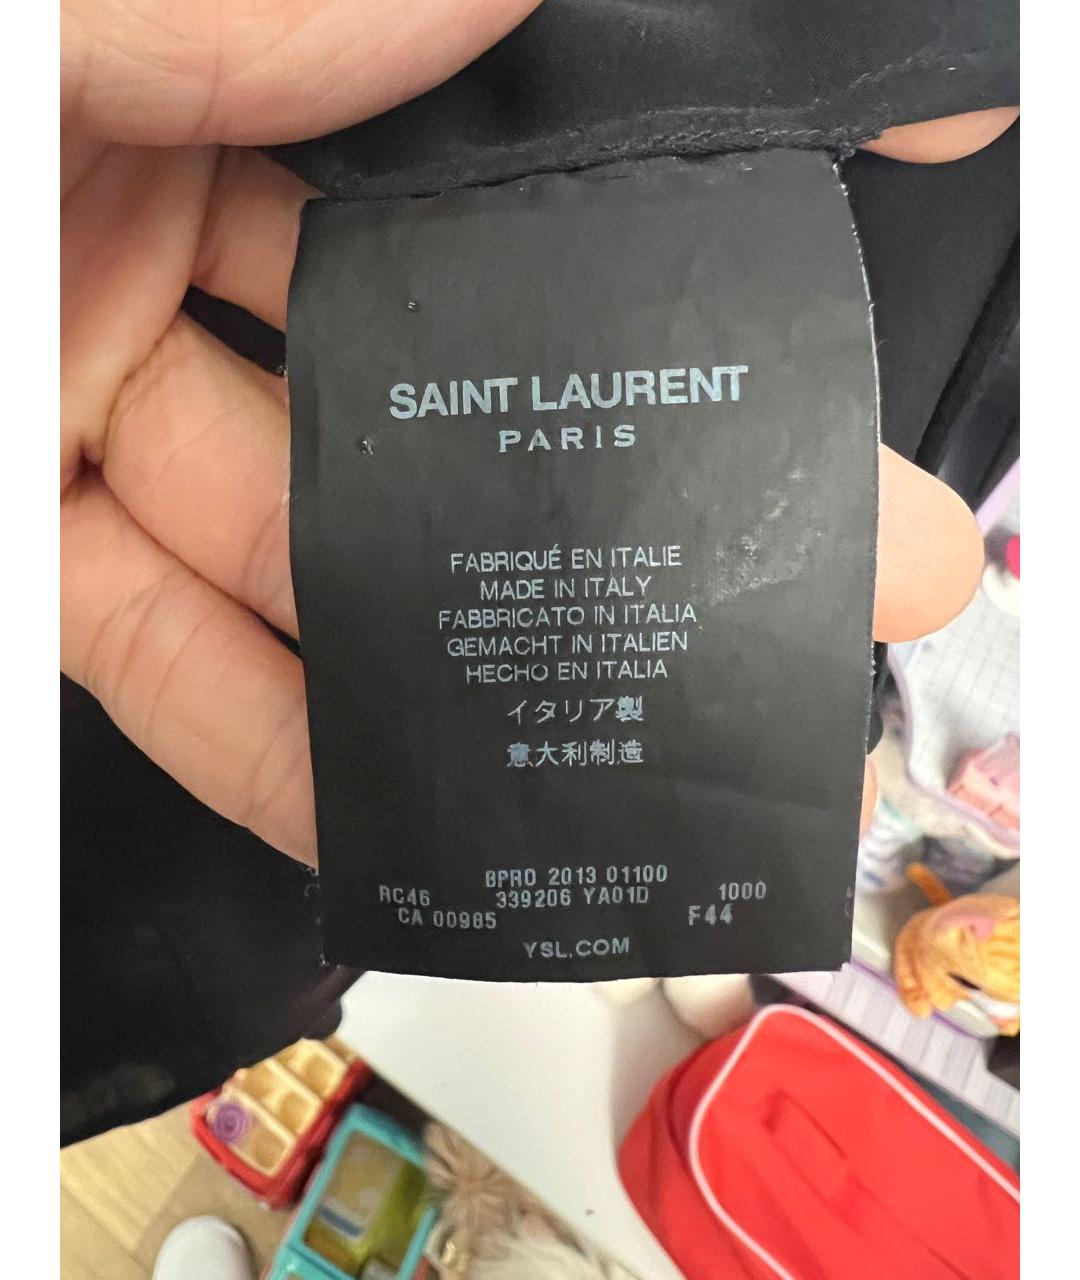 SAINT LAURENT
PARIS
FABRIQUÉ EN ITALIE
MADE IN ITALY
FABBRICATO IN ITALIA
GEMACHT IN ITALIEN
HECHO EN ITALIA
イタリア製
意大利制造
BPRO 2013 01100
RC46 339206 YA01D 1000
CA 00985 F44
YSL.COM